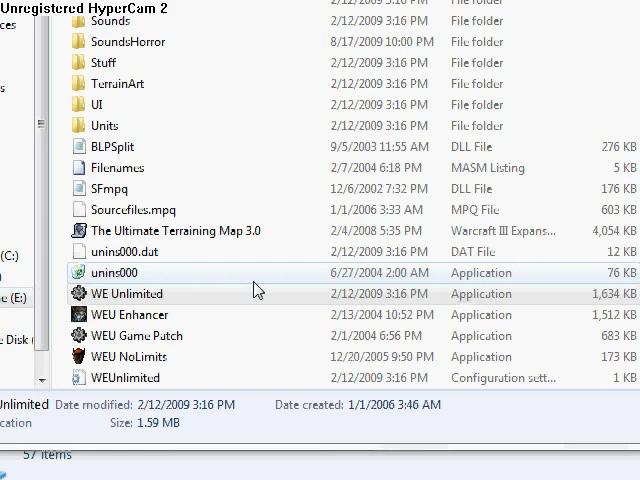 Unregistered HyperCam 2
Sounds 2/12/2009 3:16 PM File folder
ces
SoundsHorror 8/17/2009 10:00 PM File folder
Stuff 2/12/2009 3:16 PM File folder
s TerrainArt 2/12/2009 3:16 PM File folder
UI 2/12/2009 3:16 PM File folder
Units 2/12/2009 3:16 PM File folder
BLPSplit 9/5/2003 11:55 AM DLL File 276 KB
Filenames 2/7/2004 6:18 PM MASM Listing 5 KB
SFmpq 12/6/2002 7:32 PM DLL File 176 KB
Sourcefiles.mpq 1/1/2006 3:33 AM MPQ File 603 KB
The Ultimate Terraining Map 3.0 2/4/2008 5:35 PM Warcraft III Expans... 4,054 KB
(C:) unins000.dat 2/12/2009 3:16 PM DAT File 12 KB
) unins000 6/27/2004 2:00 AM Application 76 KB
e (E:) WE Unlimited 2/12/2009 3:16 PM Application 1,634 KB
WEU Enhancer 2/13/2004 10:52 PM Application 1,512 KB
e Disk ( WEU Game Patch 2/1/2004 6:56 PM Application 683 KB
WEU NoLimits 12/20/2005 9:50 PM Application 173 KB
WEUnlimited 2/12/2009 3:16 PM Configuration sett... 1 KB
Unlimited Date modified: 2/12/2009 3:16 PM Date created: 1/1/2006 3:46 AM
cation Size: 1.59 MB
57 items